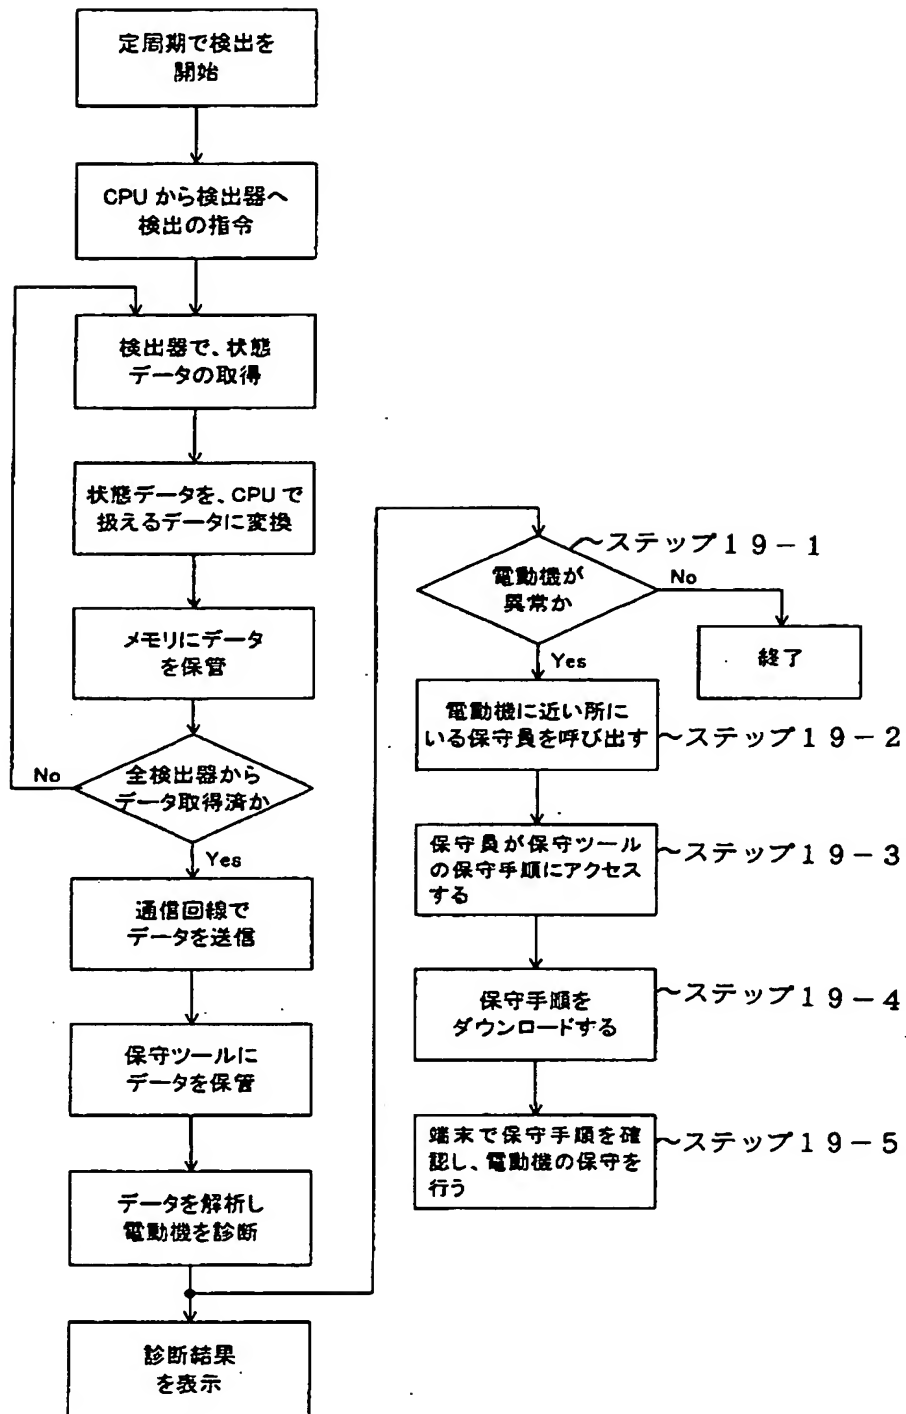 定周期で検出を
開始
CPU から検出器へ
検出の指令
検出器で、状態
データの取得
状態データを、CPU で
扱えるデータに変換
メモリにデータ
を保管
全検出器から
データ取得済か
No
Yes
通信回線で
データを送信
保守ツールに
データを保管
データを解析し
電動機を診断
診断結果
を表示
~ステップ19-1
電動機が
異常か
No
Yes
終了
電動機に近い所に
いる保守員を呼び出す
~ステップ19-2
保守員が保守ツール
の保守手順にアクセス
する
~ステップ19-3
保守手順を
ダウンロードする
~ステップ19-4
端末で保守手順を確
認し、電動機の保守を
行う
~ステップ19-5